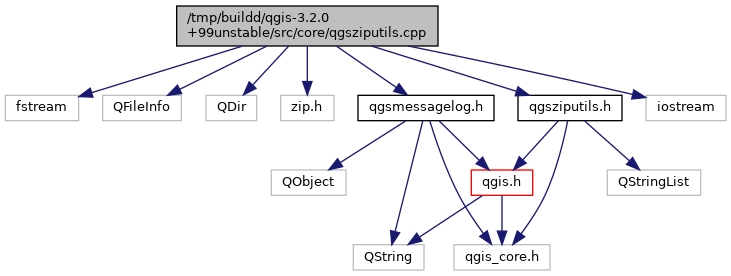 /tmp/buildd/qgis-3.2.0
+99unstable/src/core/qgsziputils.cpp
fstream
QFileInfo
QDir
zip.h
qgsmessagelog.h
qgsziputils.h
iostream
QObject
qgis.h
QStringList
QString
qgis_core.h